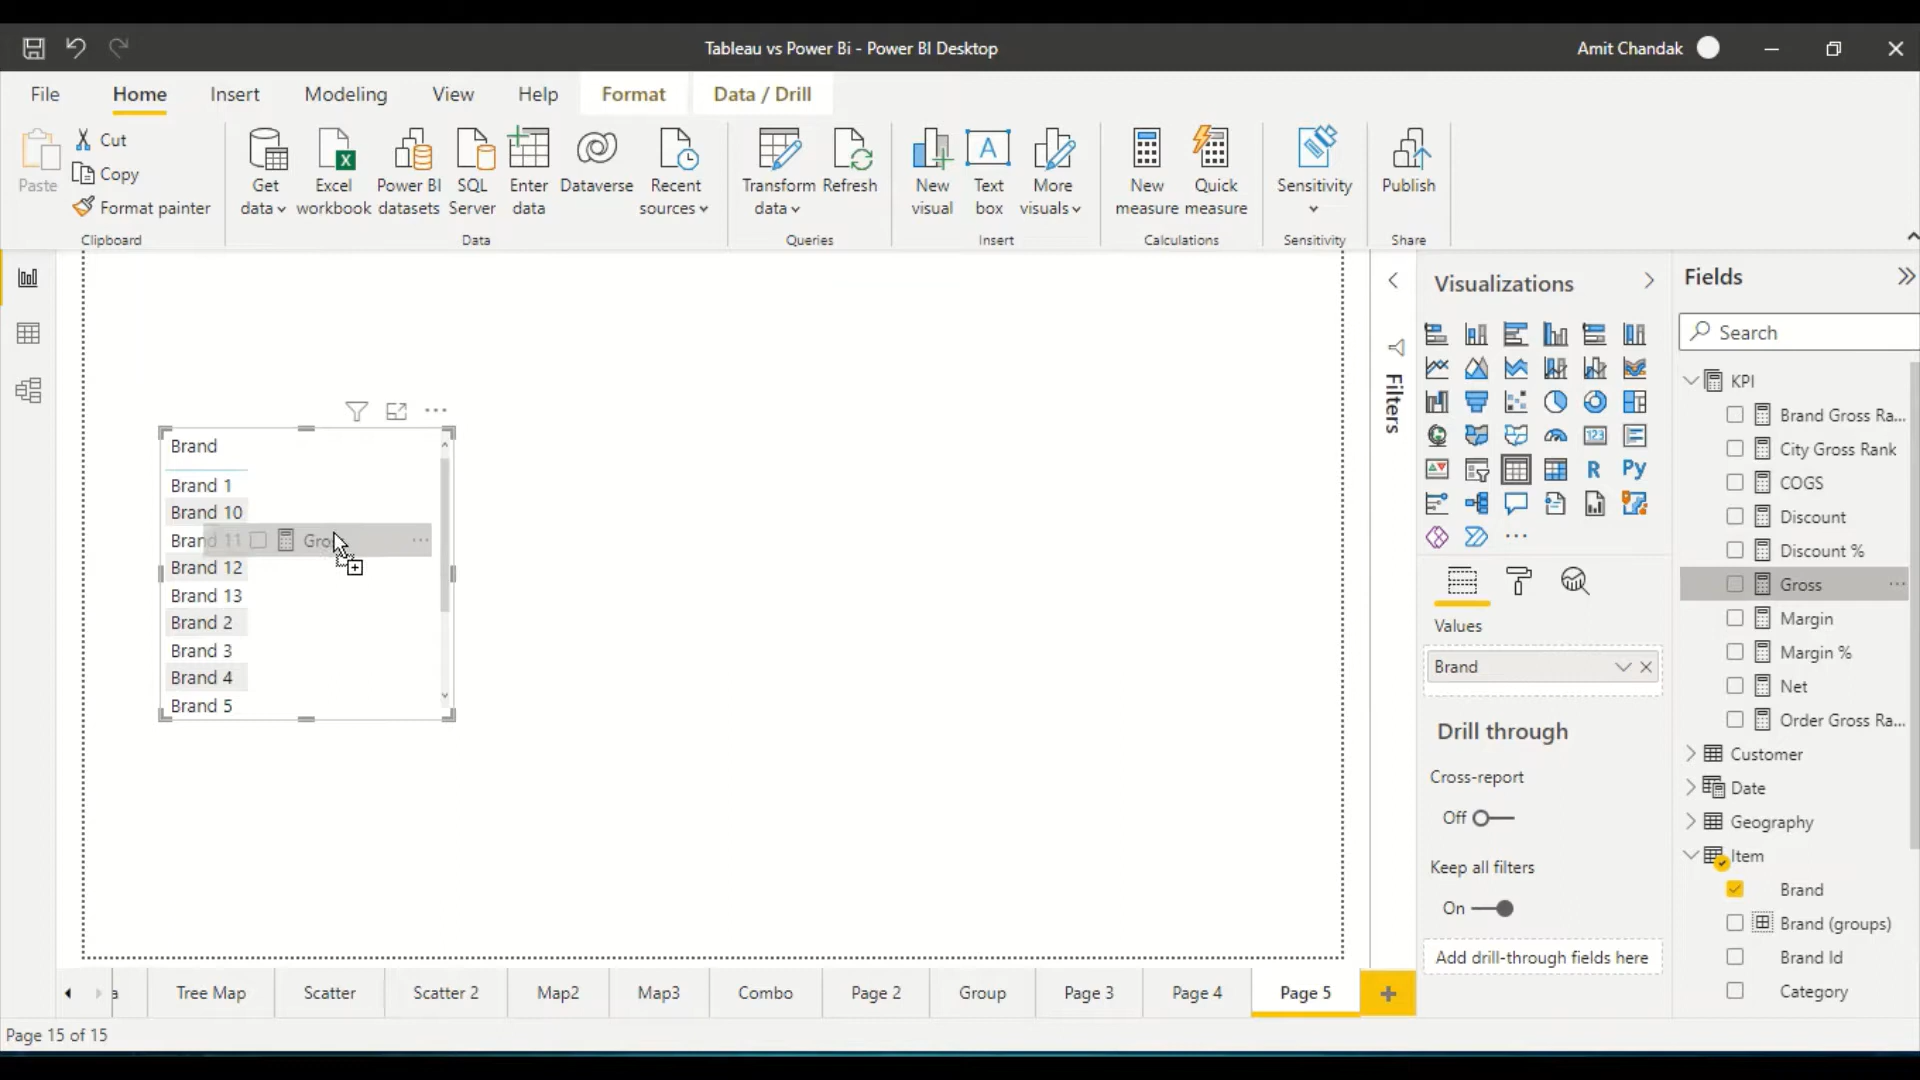 Tableau vs Power Bi - Power BI Desktop
Amit Chandak
File
Home
Insert
Modeling
View
Help
Format
Data / Drill
Paste
Cut
Copy
Format painter
Clipboard
Get
data
Excel
workbook
Power BI
datasets
SQL
Server
Enter
data
Dataverse
Recent
sources
Data
Transform
data
Refresh
Queries
New
visual
Text
box
More
visuals
Insert
New
measure
Quick
measure
Calculations
Sensitivity
Sensitivity
Publish
Share
Brand
Brand 1
Brand 10
Brand 11
Gro
Brand 12
Brand 13
Brand 2
Brand 3
Brand 4
Brand 5
Filters
Visualizations
R
Py
123
A
X
Values
Brand
Drill through
Cross-report
Off
Keep all filters
On
Add drill-through fields here
Fields
Search
KPI
Brand Gross Ra...
City Gross Rank
COGS
Discount
Discount %
Gross
Margin
Margin %
Net
Order Gross Ra...
Customer
Date
Geography
Item
Brand
Brand (groups)
Brand Id
Category
a
Tree Map
Scatter
Scatter 2
Map2
Map3
Combo
Page 2
Group
Page 3
Page 4
Page 5
Page 15 of 15